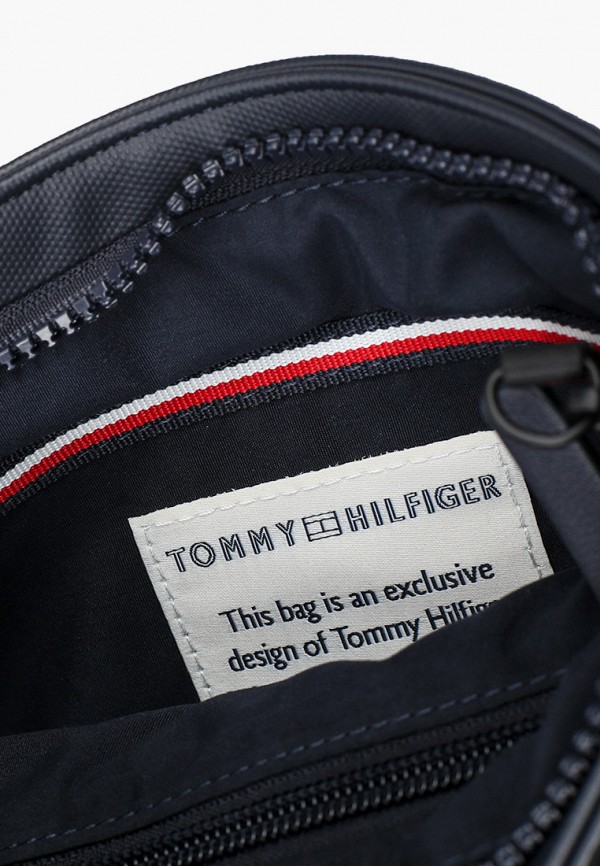 TOMMY HILFIGER
This bag is an exclusive
design of Tommy